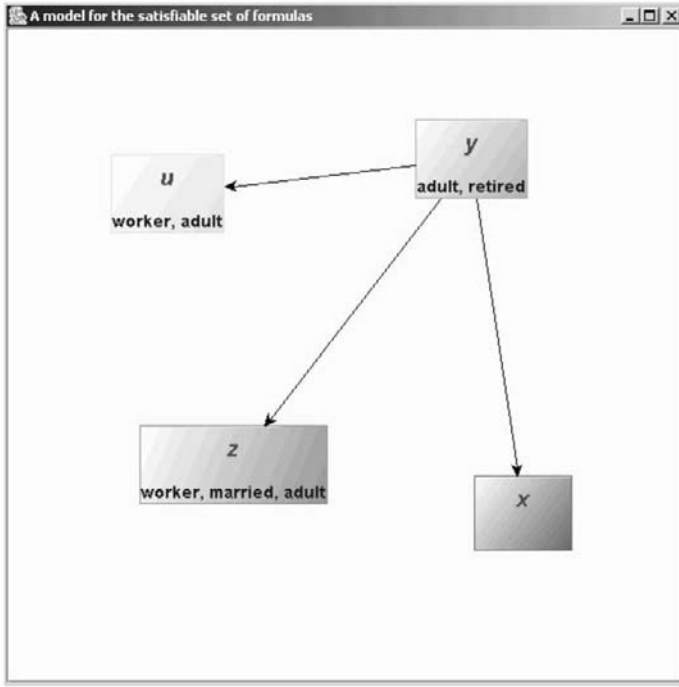 A model for the satisfiable set of formulas
y
adult, retired
u
worker, adult
z
worker, married, adult
x